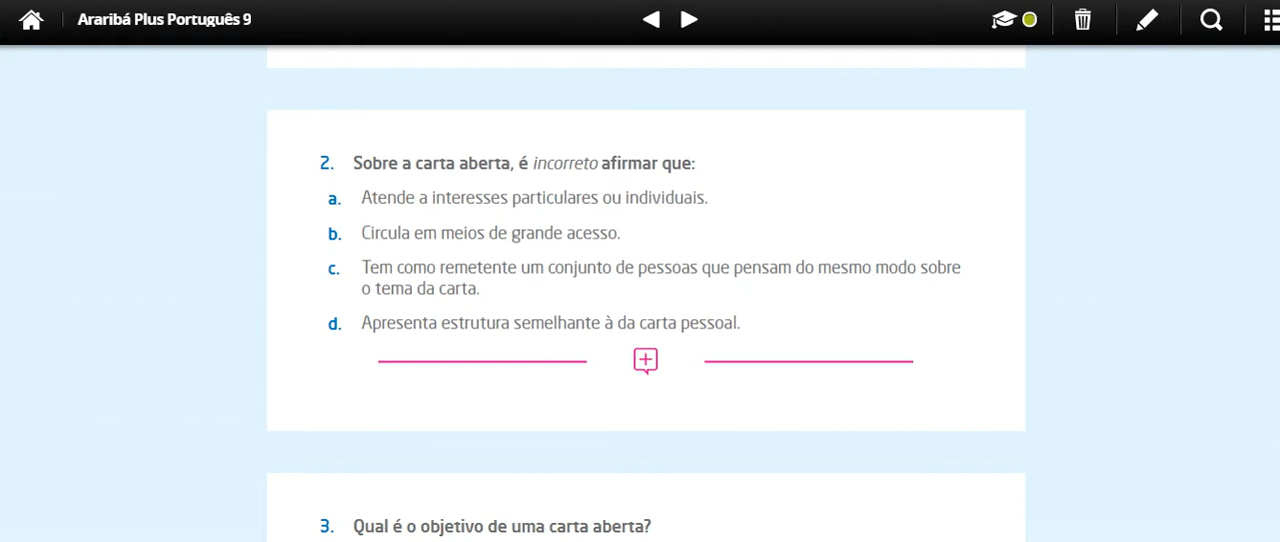 Araribá Plus Português 9
2. Sobre a carta aberta, é incorreto afirmar que:
a. Atende a interesses particulares ou individuais.
b. Circula em meios de grande acesso.
c. Tem como remetente um conjunto de pessoas que pensam do mesmo modo sobre
o tema da carta.
d. Apresenta estrutura semelhante à da carta pessoal.
3. Qual é o objetivo de uma carta aberta?